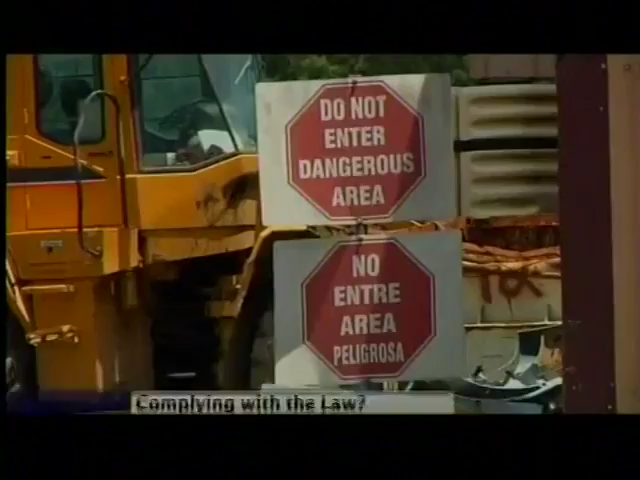 DO NOT
ENTER
DANGEROUS
AREA
NO
ENTRE
AREA
PELIGROSA
Complying with the Law?